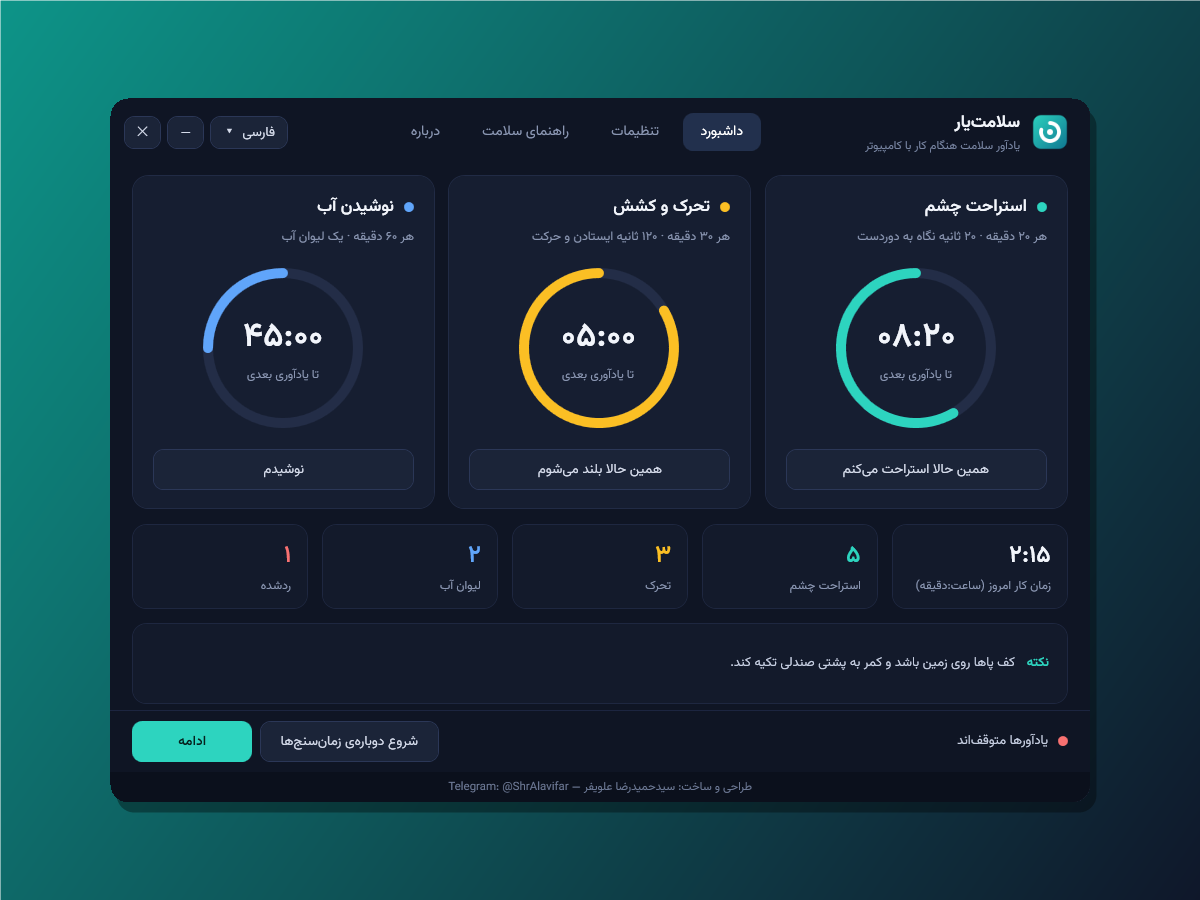 سلامت‌یار
یادآور سلامت هنگام کار با کامپیوتر
داشبورد
تنظیمات
راهنمای سلامت
درباره
فارسی
استراحت چشم
هر ۲۰ دقیقه · ۲۰ ثانیه نگاه به دوردست
۰۸:۲۰
تا یادآوری بعدی
همین حالا استراحت می‌کنم
تحرک و کشش
هر ۳۰ دقیقه · ۱۲۰ ثانیه ایستادن و حرکت
۰۵:۰۰
تا یادآوری بعدی
همین حالا بلند می‌شوم
نوشیدن آب
هر ۶۰ دقیقه · یک لیوان آب
۴۵:۰۰
تا یادآوری بعدی
نوشیدم
۲:۱۵
زمان کار امروز (ساعت:دقیقه)
۵
استراحت چشم
۳
تحرک
۲
لیوان آب
۱
ردشده
نکته کف پاها روی زمین باشد و کمر به پشتی صندلی تکیه کند.
یادآورها متوقف‌اند
شروع دوباره‌ی زمان‌سنج‌ها
ادامه
طراحی و ساخت: سیدحمیدرضا علویفر — Telegram: @ShrAlavifar